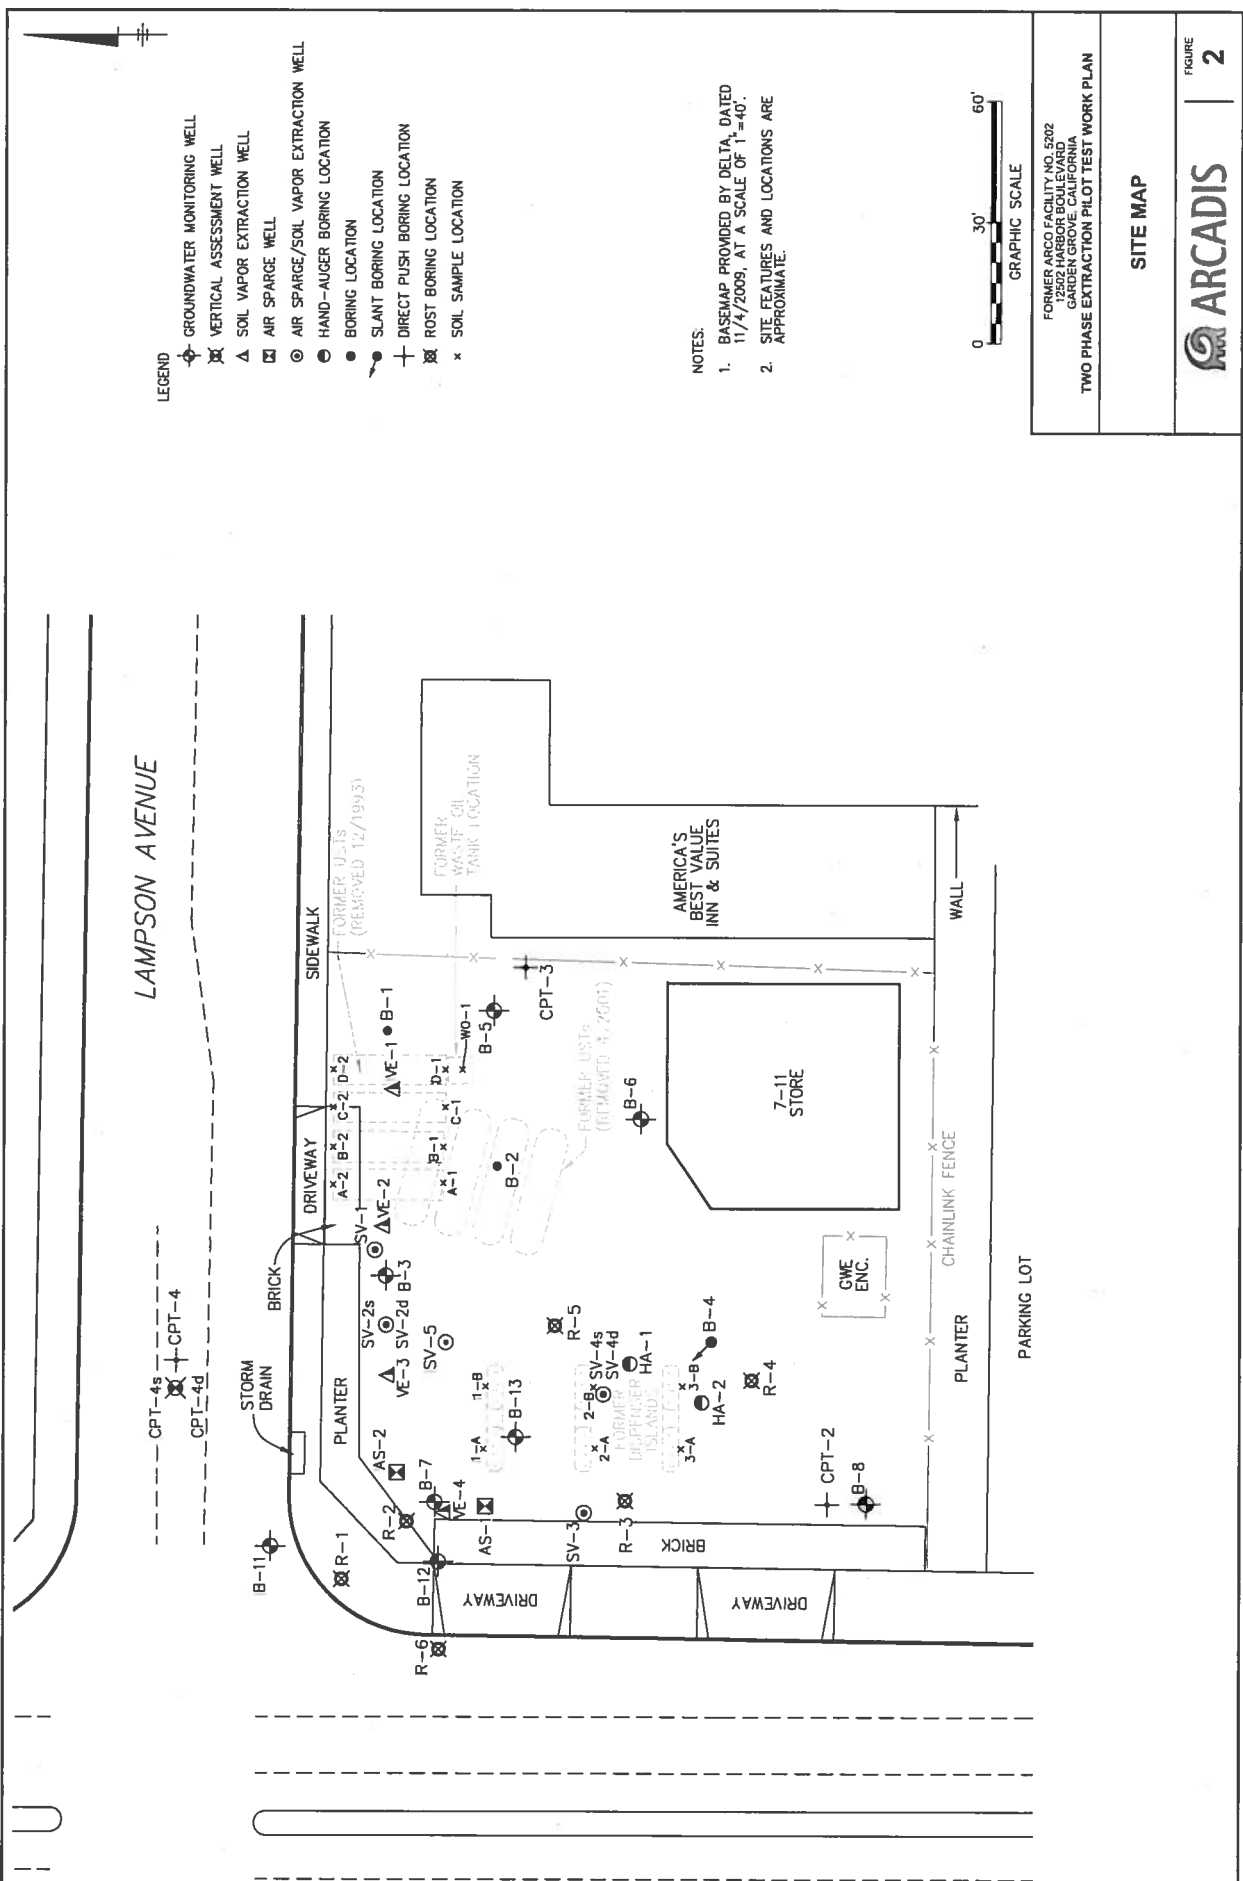 LEGEND
GROUNDWATER MONITORING WELL
VERTICAL ASSESSMENT WELL
SOIL VAPOR EXTRACTION WELL
AIR SPARGE WELL
AIR SPARGE/SOIL VAPOR EXTRACTION WELL
HAND-AUGER BORING LOCATION
BORING LOCATION
SLANT BORING LOCATION
DIRECT PUSH BORING LOCATION
ROST BORING LOCATION
× SOIL SAMPLE LOCATION
NOTES:
1. BASEMAP PROVIDED BY DELTA, DATED
11/4/2009, AT A SCALE OF 1"=40'.
2. SITE FEATURES AND LOCATIONS ARE
APPROXIMATE.
0 30' 60'
GRAPHIC SCALE
FORMER ARCO FACILITY NO. 5202
12502 HARBOR BOULEVARD
GARDEN GROVE, CALIFORNIA
TWO PHASE EXTRACTION PILOT TEST WORK PLAN
SITE MAP
ARCADIS
FIGURE
2
LAMPSON AVENUE
CPT-4s
CPT-4
CPT-4d
STORM
DRAIN
BRICK
DRIVEWAY
SIDEWALK
FORMER USTs
(REMOVED 12/1993)
FORMER
WASTE OIL
TANK LOCATION
B-11
R-1
PLANTER
R-2
AS-2
B-7
VE-4
AS-1
B-12
R-6
SV-1
VE-2
B-3
SV-2s
SV-2d
VE-3
SV-5
A-2
B-2
C-2
D-2
VE-1
B-1
A-1
B-1
C-1
D-1
WO-1
B-5
B-2
CPT-3
FORMER USTs
(REMOVED 4/2001)
B-6
AMERICA'S
BEST VALUE
INN & SUITES
7-11
STORE
1-A
1-B
B-13
R-5
2-A
2-B
SV-4s
SV-4d
HA-1
FORMER
DISPENSER
ISLANDS
3-A
3-B
HA-2
B-4
R-4
SV-3
R-3
BRICK
DRIVEWAY
DRIVEWAY
CPT-2
B-8
GWE
ENC.
CHAINLINK FENCE
WALL
PLANTER
PARKING LOT